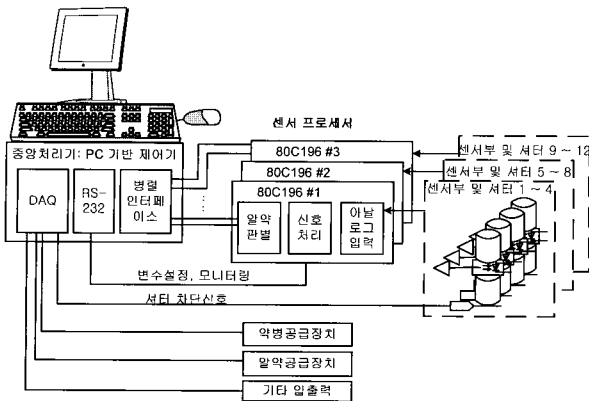 센서 프로세서
중앙처리기: PC 기반 제어기
DAQ
RS-
232
병렬
인터페
이스
80C196 #3
80C196 #2
80C196 #1
알약
판별
신호
처리
아날
로그
입력
센서부 및 셔터 9 ~ 12
센서부 및 셔터 5 ~ 8
센서부 및 셔터 1 ~ 4
변수설정, 모니터링
셔터 차단신호
약병공급장치
알약공급장치
기타 입출력